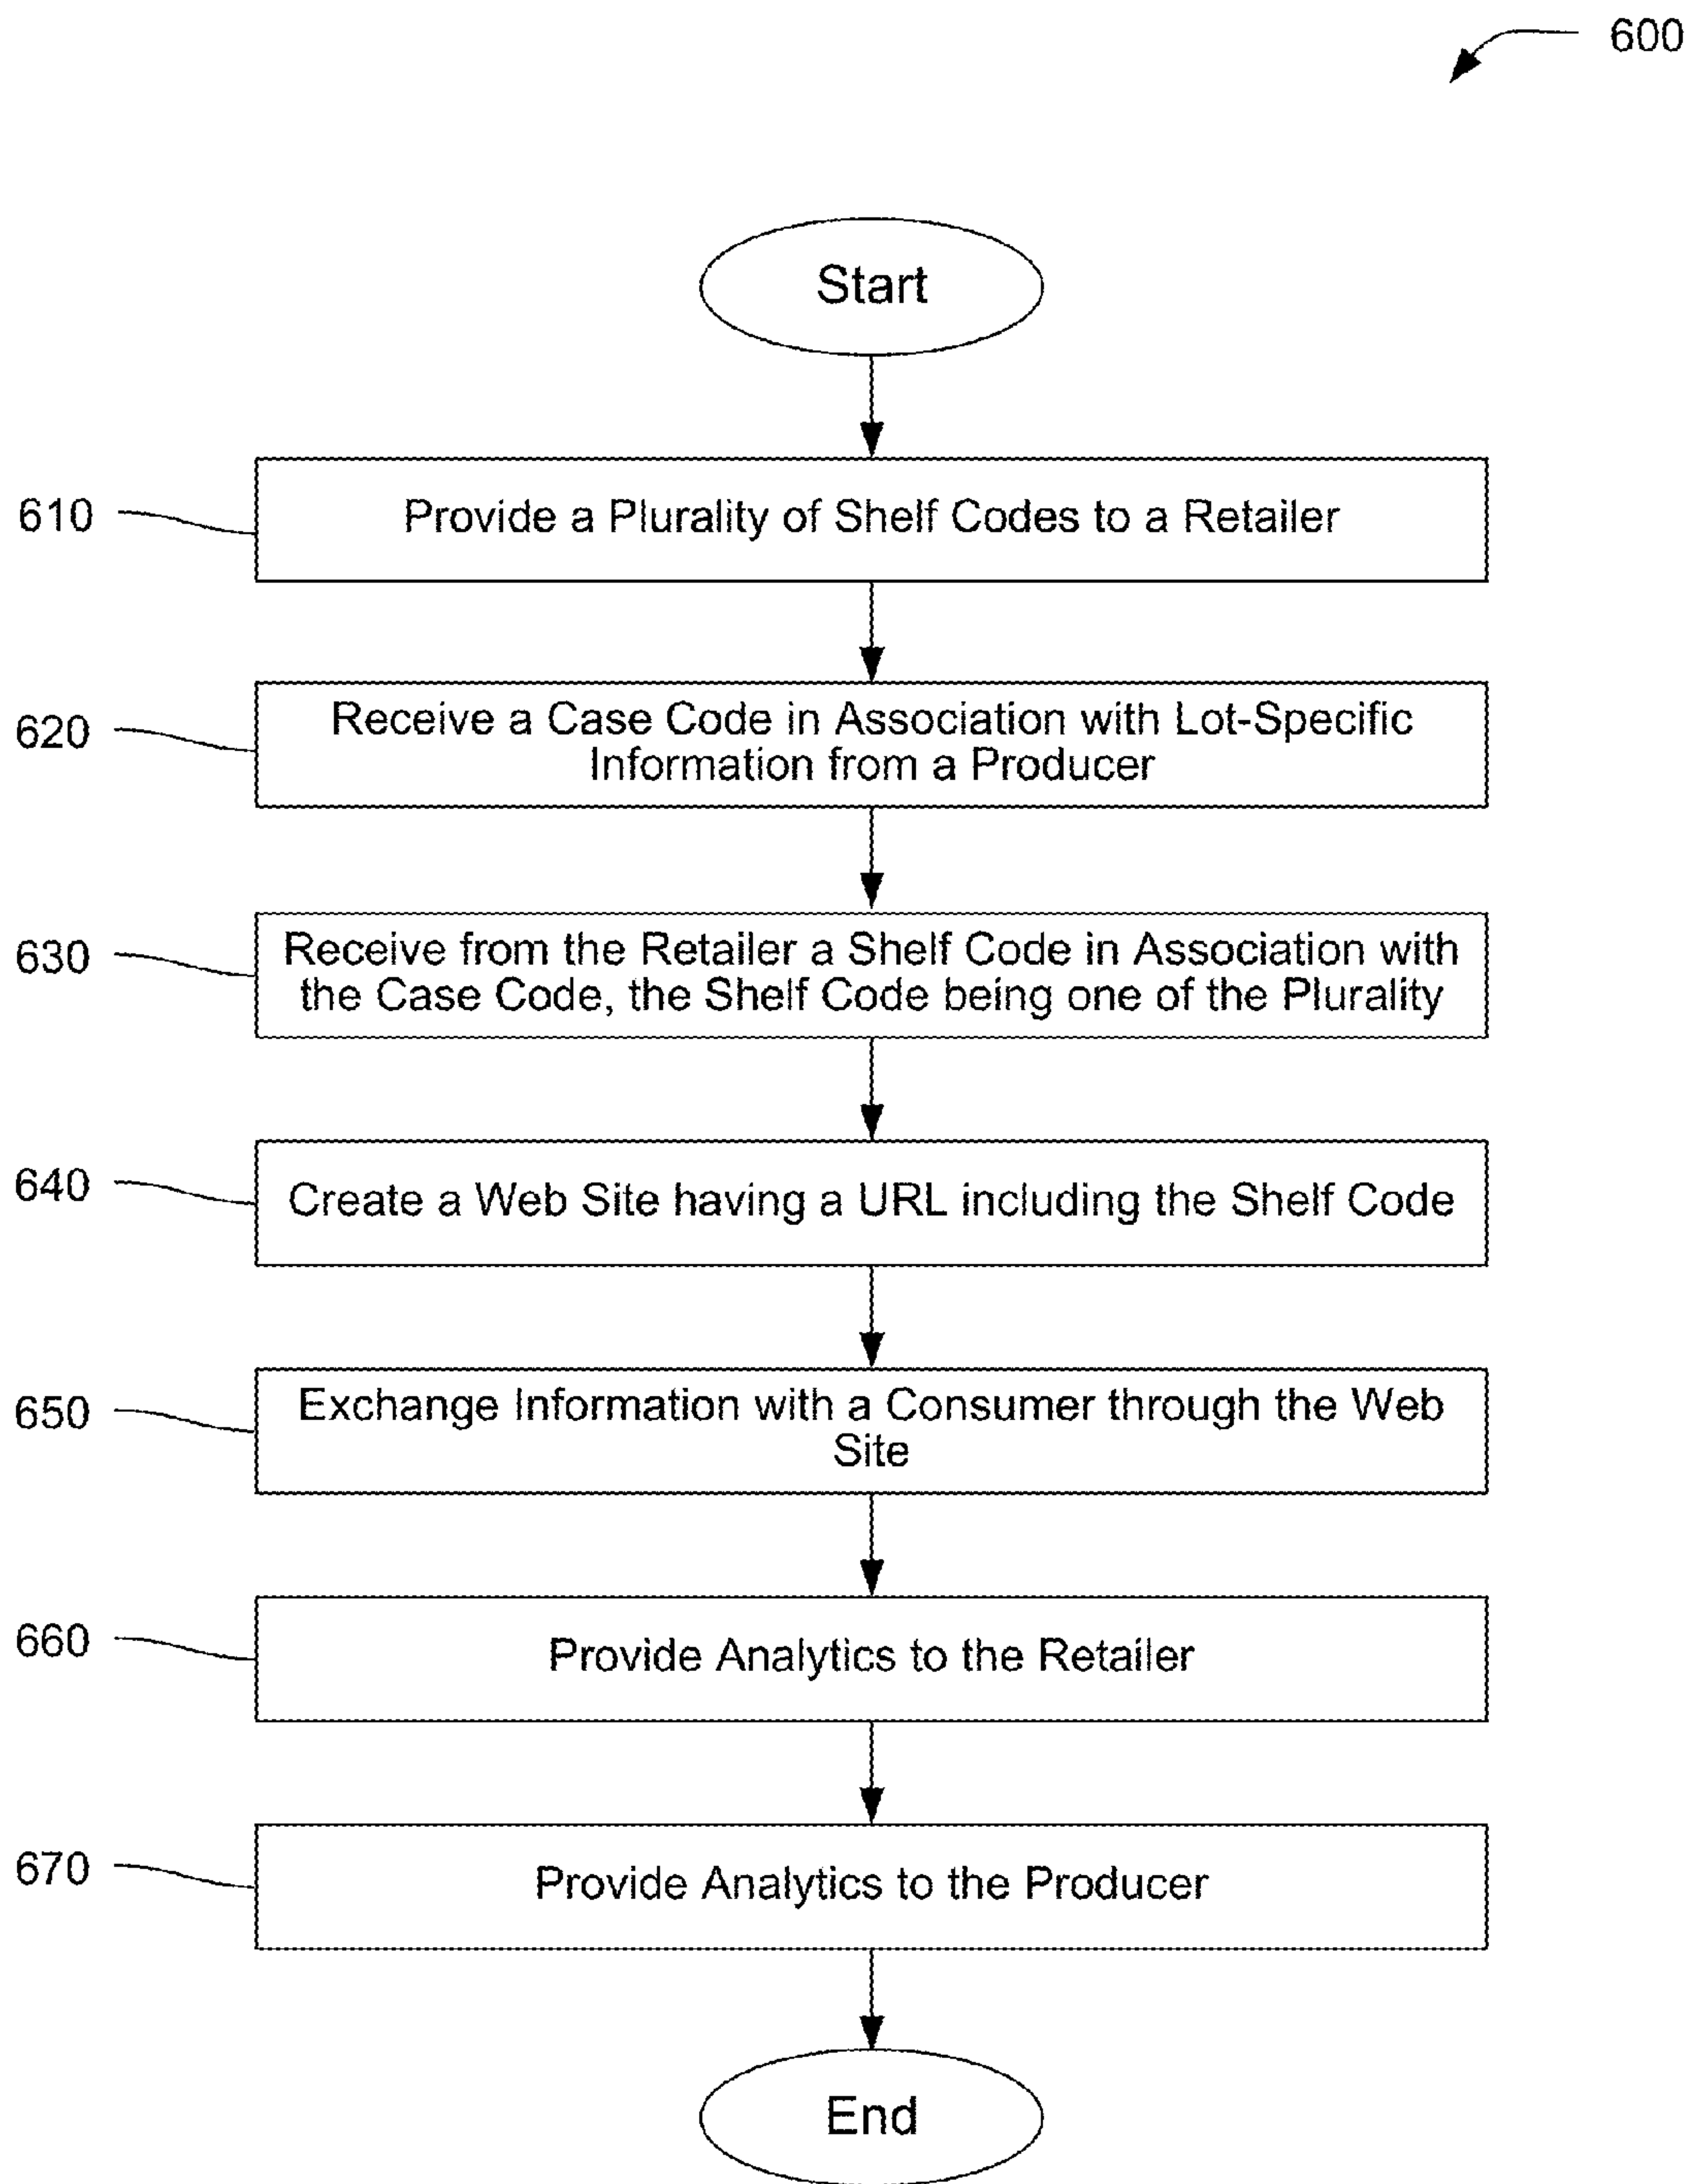 600
Start
610
Provide a Plurality of Shelf Codes to a Retailer
620
Receive a Case Code in Association with Lot-Specific
Information from a Producer
630
Receive from the Retailer a Shelf Code in Association with
the Case Code, the Shelf Code being one of the Plurality
640
Create a Web Site having a URL including the Shelf Code
650
Exchange Information with a Consumer through the Web
Site
660
Provide Analytics to the Retailer
670
Provide Analytics to the Producer
End